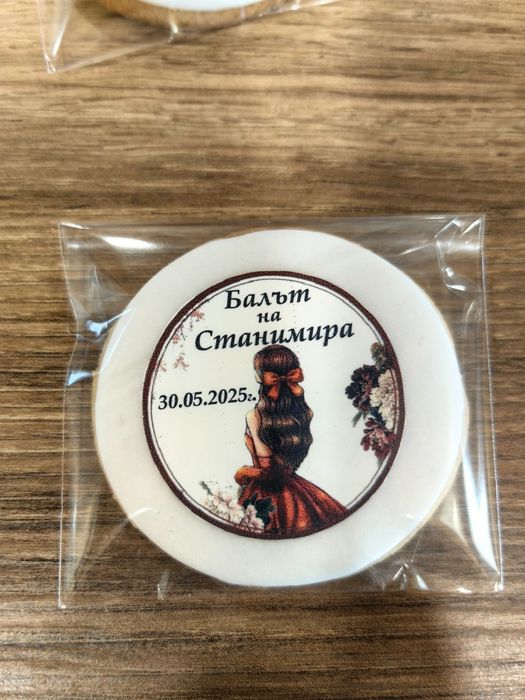 Балът
на
Станимира
30.05.2025г.